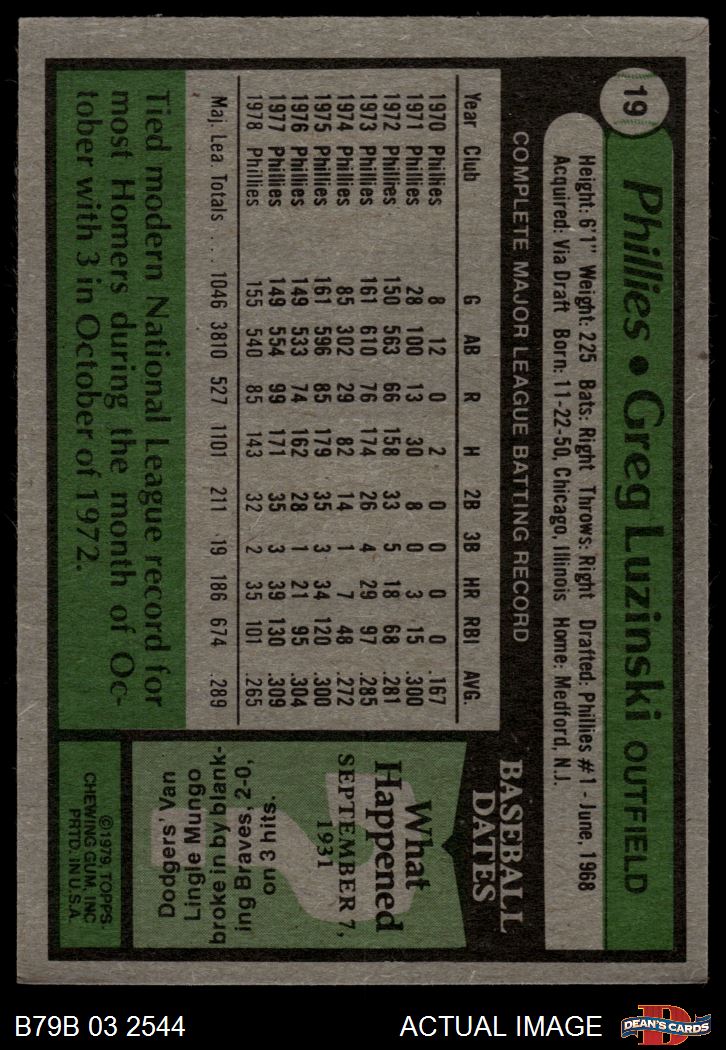 19
Phillies • Greg Luzinski OUTFIELD
Height: 6'1" Weight: 225 Bats: Right Throws: Right Drafted: Phillies #1 - June, 1968
Acquired: Via Draft Born: 11-22-50, Chicago, Illinois Home: Medford, N.J.
COMPLETE MAJOR LEAGUE BATTING RECORD
Year Club G AB R H 2B 3B HR RBI AVG.
1970 Phillies 8 12 0 2 0 0 0 0 .167
1971 Phillies 28 100 13 30 8 0 3 15 .300
1972 Phillies 150 563 66 158 33 5 18 68 .281
1973 Phillies 161 610 76 174 26 4 29 97 .285
1974 Phillies 85 302 29 82 14 1 7 48 .272
1975 Phillies 161 596 85 179 35 3 34 120 .300
1976 Phillies 149 533 74 162 28 1 21 95 .304
1977 Phillies 149 554 99 171 35 3 39 130 .309
1978 Phillies 155 540 85 143 32 2 35 101 .265
Maj. Lea. Totals .... 1046 3810 527 1101 211 19 186 674 .289
Tied modern National League record for
most Homers during the month of Oc-
tober with 3 in October of 1972.
BASEBALL
DATES
What
Happened
SEPTEMBER 7,
1931
?
Dodgers' Van
Lingle Mungo
broke in by blank-
ing Braves, 2-0,
on 3 hits.
©1979, TOPPS
CHEWING GUM, INC
PRTD. IN U.S.A.
B79B 03 2544
ACTUAL IMAGE
D
DEAN'S CARDS